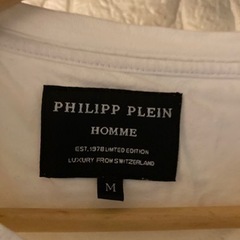 PHILIPP PLEIN
HOMME
EST. 1978 LIMITED EDITION
LUXURY FROM SWITZERLAND
M